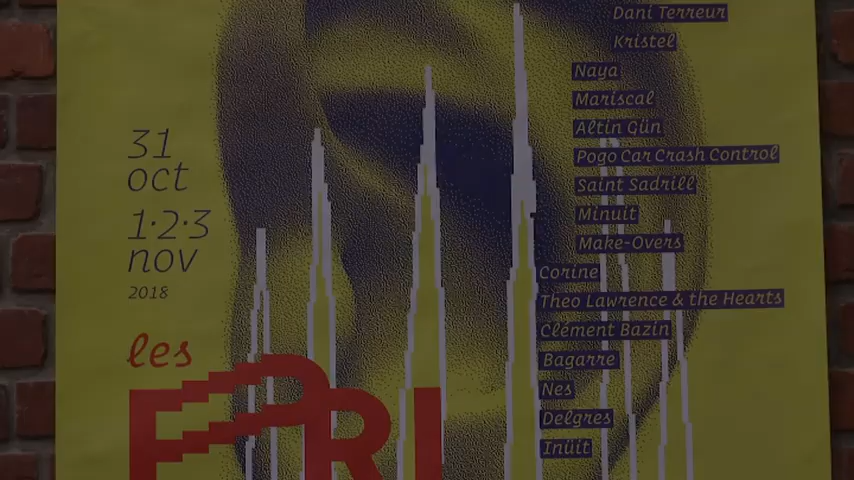 31
oct
1·2·3
nov
2018
les
Dani Terreur
Kristel
Naya
Mariscal
Altin Gün
Pogo Car Crash Control
Saint Sadrill
Minuit
Make-Overs
Corine
Theo Lawrence & the Hearts
Clément Bazin
Bagarre
Nes
Delgres
Inüit